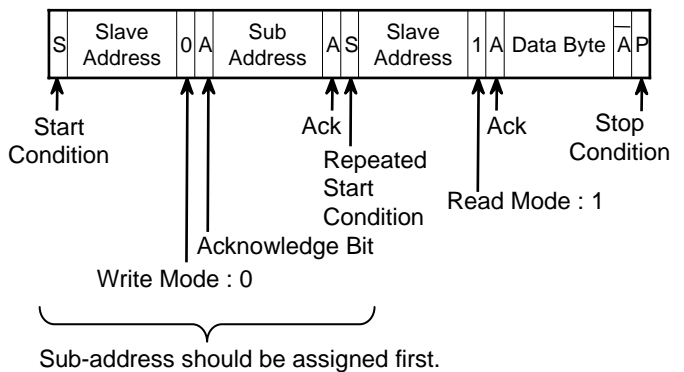 S Slave Address 0 A Sub Address A S Slave Address 1 A Data Byte A̅ P
Start Condition
Ack
Repeated Start Condition
Ack
Stop Condition
Read Mode : 1
Acknowledge Bit
Write Mode : 0
Sub-address should be assigned first.